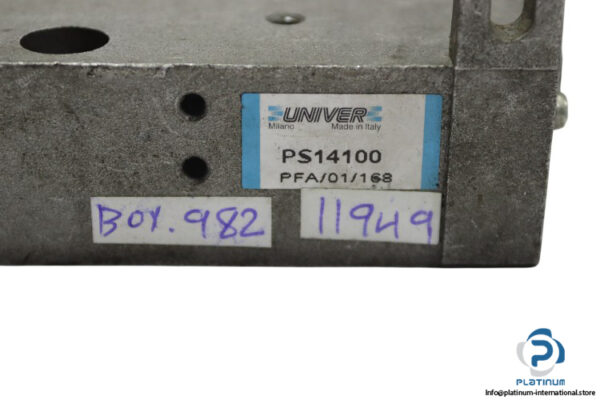 UNIVER
Milano Made in Italy
PS14100
PFA/01/168
Box.982
11949
PLATINUM
Info@platinum-international.store